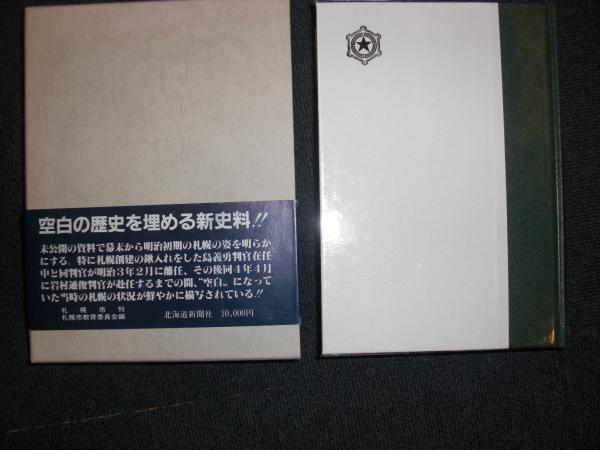 空白の歴史を埋める新史料!!
未公開の資料で幕末から明治初期の札幌の姿を明らか
にする。特に札幌創建の鍬入れをした島義勇判官在任
中と同判官が明治3年2月に離任、その後同4年4月
に岩村通俊判官が赴任するまでの間、"空白„になって
いた当時の札幌の状況が鮮やかに描写されている!!
札幌市刊
札幌市教育委員会編
北海道新聞社 10,000円